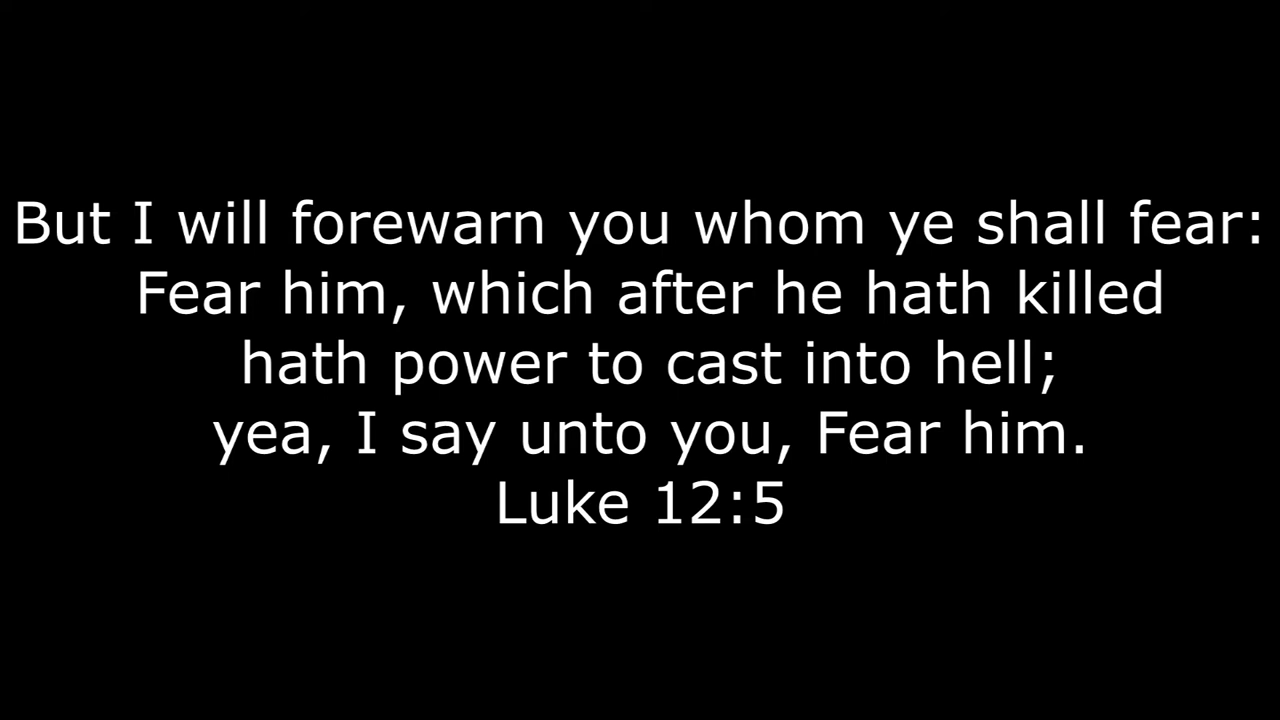 But I will forewarn you whom ye shall fear:
Fear him, which after he hath killed
hath power to cast into hell;
yea, I say unto you, Fear him.
Luke 12:5